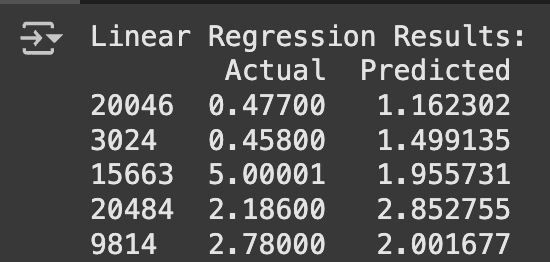 Linear Regression Results:
Actual Predicted
20046 0.47700 1.162302
3024 0.45800 1.499135
15663 5.00001 1.955731
20484 2.18600 2.852755
9814 2.78000 2.001677